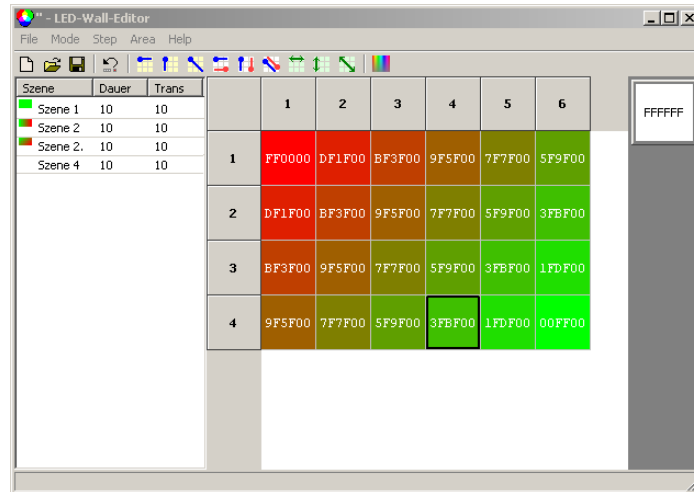 " - LED-Wall-Editor
File Mode Step Area Help
Szene Dauer Trans
Szene 1 10 10
Szene 2 10 10
Szene 2. 10 10
Szene 4 10 10
1 2 3 4 5 6
1 FF0000 DF1F00 BF3F00 9F5F00 7F7F00 5F9F00
2 DF1F00 BF3F00 9F5F00 7F7F00 5F9F00 3FBF00
3 BF3F00 9F5F00 7F7F00 5F9F00 3FBF00 1FDF00
4 9F5F00 7F7F00 5F9F00 3FBF00 1FDF00 00FF00
FFFFFF